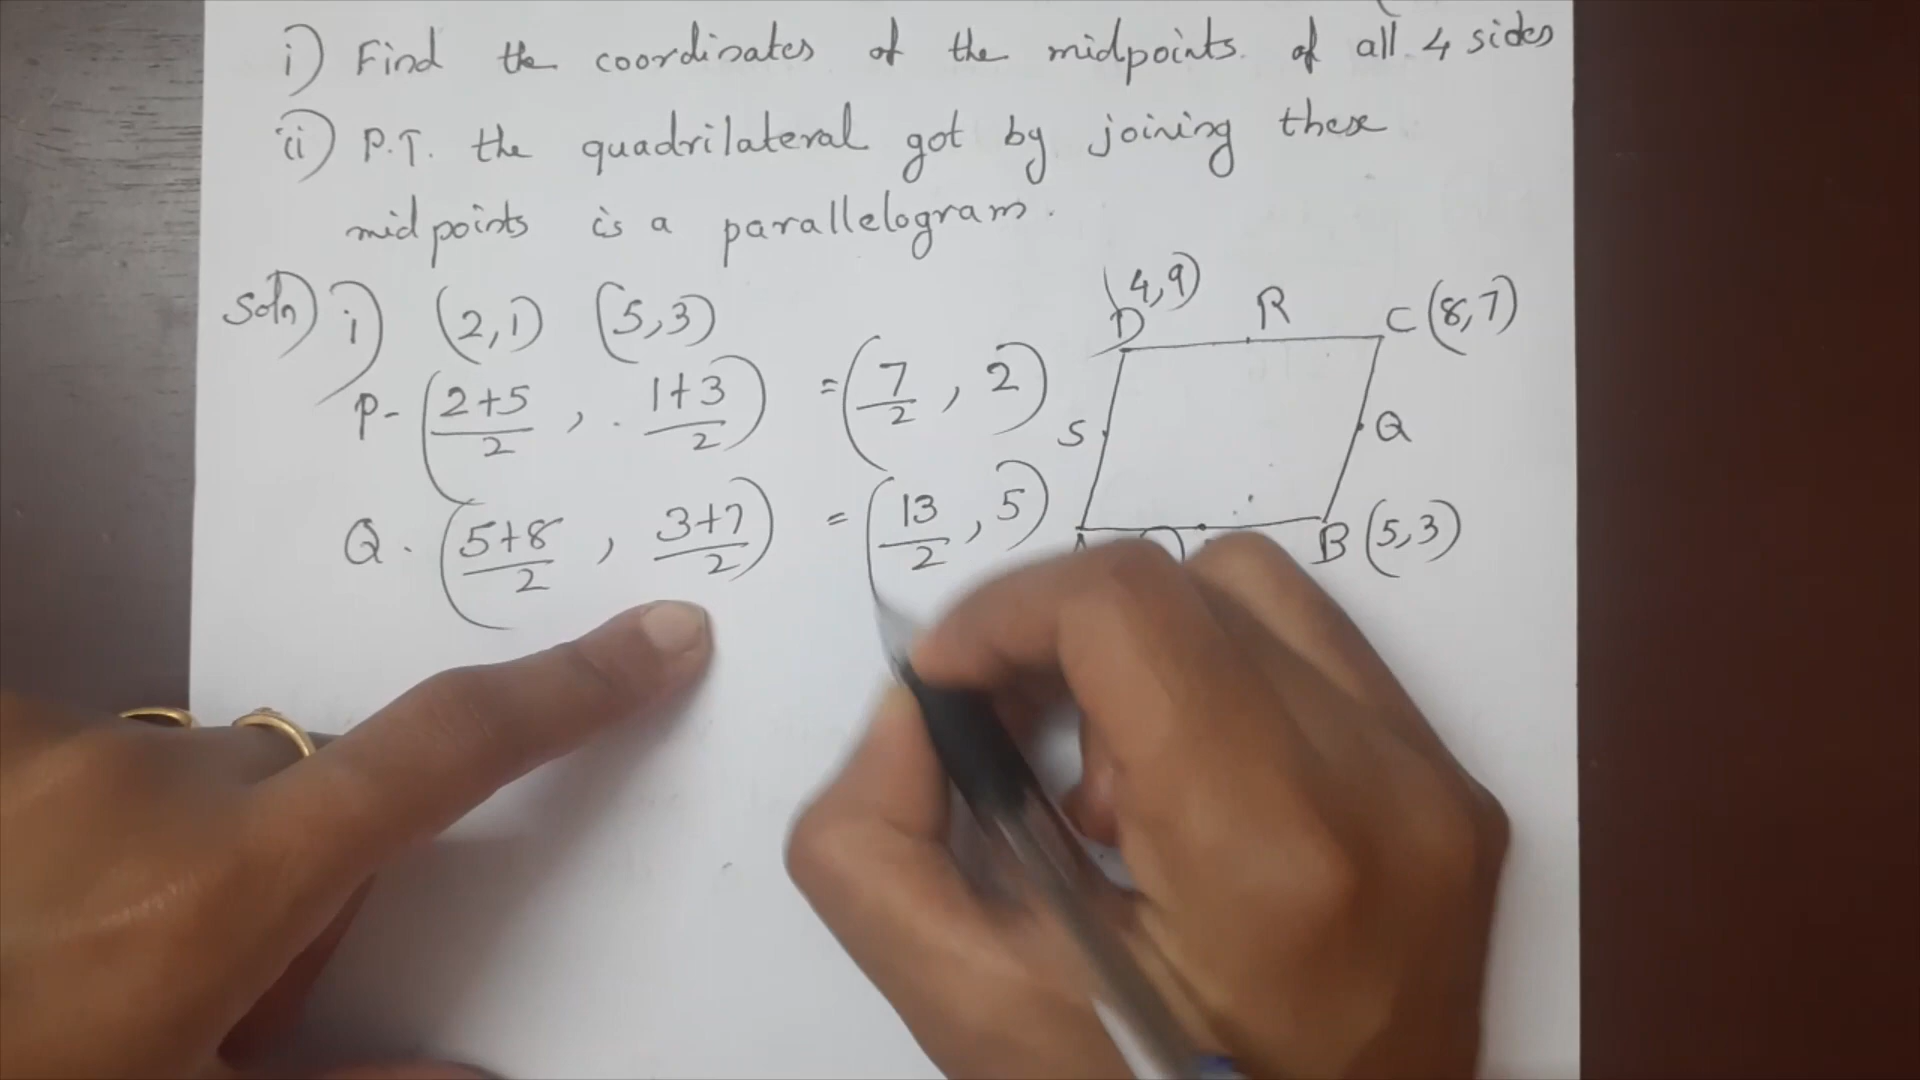 i) Find the coordinates of the midpoints of all 4 sides
ii) P.T. the quadrilateral got by joining these
midpoints is a parallelogram.
Soln) i) (2,1) (5,3)
P- (2+5/2 , 1+3/2) = (7/2 , 2)
Q. (5+8/2 , 3+7/2) = (13/2 , 5)
(4,9)
D R C (8,7)
S Q
B (5,3)